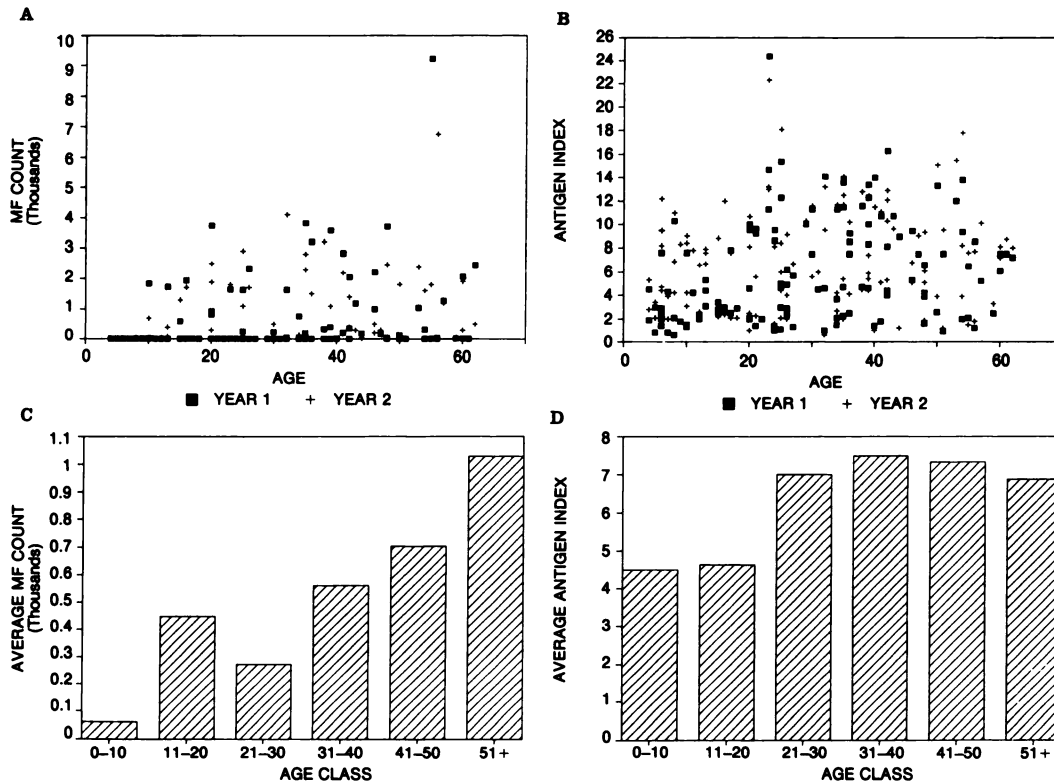 A
10
9
8
7
6
5
4
3
2
1
0
MF COUNT
(Thousands)
0 20 40 60
AGE
■ YEAR 1 + YEAR 2
B
26
24
22
20
18
16
14
12
10
8
6
4
2
0
ANTIGEN INDEX
0 20 40 60
AGE
■ YEAR 1 + YEAR 2
C
1.1
1
0.9
0.8
0.7
0.6
0.5
0.4
0.3
0.2
0.1
0
AVERAGE MF COUNT
(Thousands)
0–10 11–20 21–30 31–40 41–50 51+
AGE CLASS
D
8
7
6
5
4
3
2
1
0
AVERAGE ANTIGEN INDEX
0–10 11–20 21–30 31–40 41–50 51+
AGE CLASS